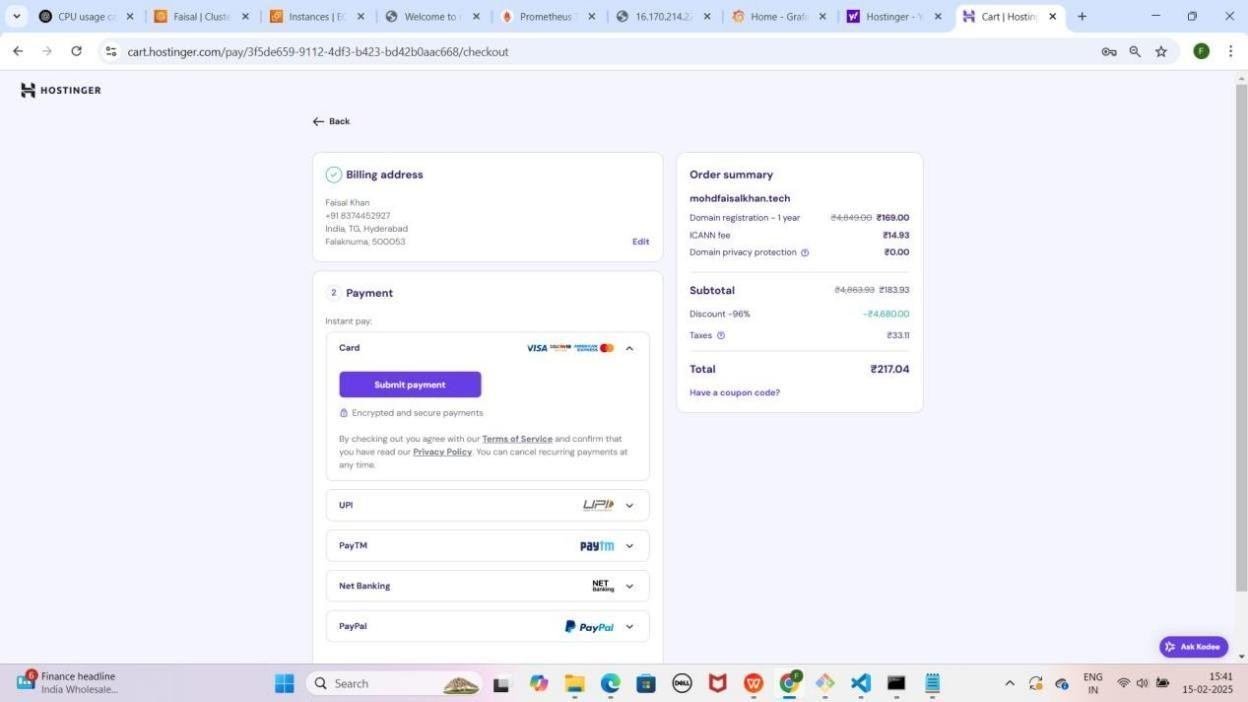 CPU usage ca
Faisal | Cluste
Instances | EC
Welcome to
Prometheus
16.170.214.2
Home - Grafa
Hostinger - Y
Cart | Hosting
cart.hostinger.com/pay/3f5de659-9112-4df3-b423-bd42b0aac668/checkout
F
HOSTINGER
Back
Billing address
Faisal Khan
+91 8374452927
India, TG, Hyderabad
Falaknuma, 500053
Edit
2 Payment
Instant pay:
Card VISA DISCOVER AMERICAN EXPRESS
Submit payment
Encrypted and secure payments
By checking out you agree with our Terms of Service and confirm that
you have read our Privacy Policy. You can cancel recurring payments at
any time.
UPI UPI
PayTM paytm
Net Banking NET Banking
PayPal PayPal
Order summary
mohdfaisalkhan.tech
Domain registration - 1 year ₹4,849.00 ₹169.00
ICANN fee ₹14.93
Domain privacy protection ₹0.00
Subtotal ₹4,863.93 ₹183.93
Discount -96% -₹4,680.00
Taxes ₹33.11
Total ₹217.04
Have a coupon code?
Ask Kodee
6
Finance headline
India Wholesale...
Search
DELL
ENG
IN
15:41
15-02-2025